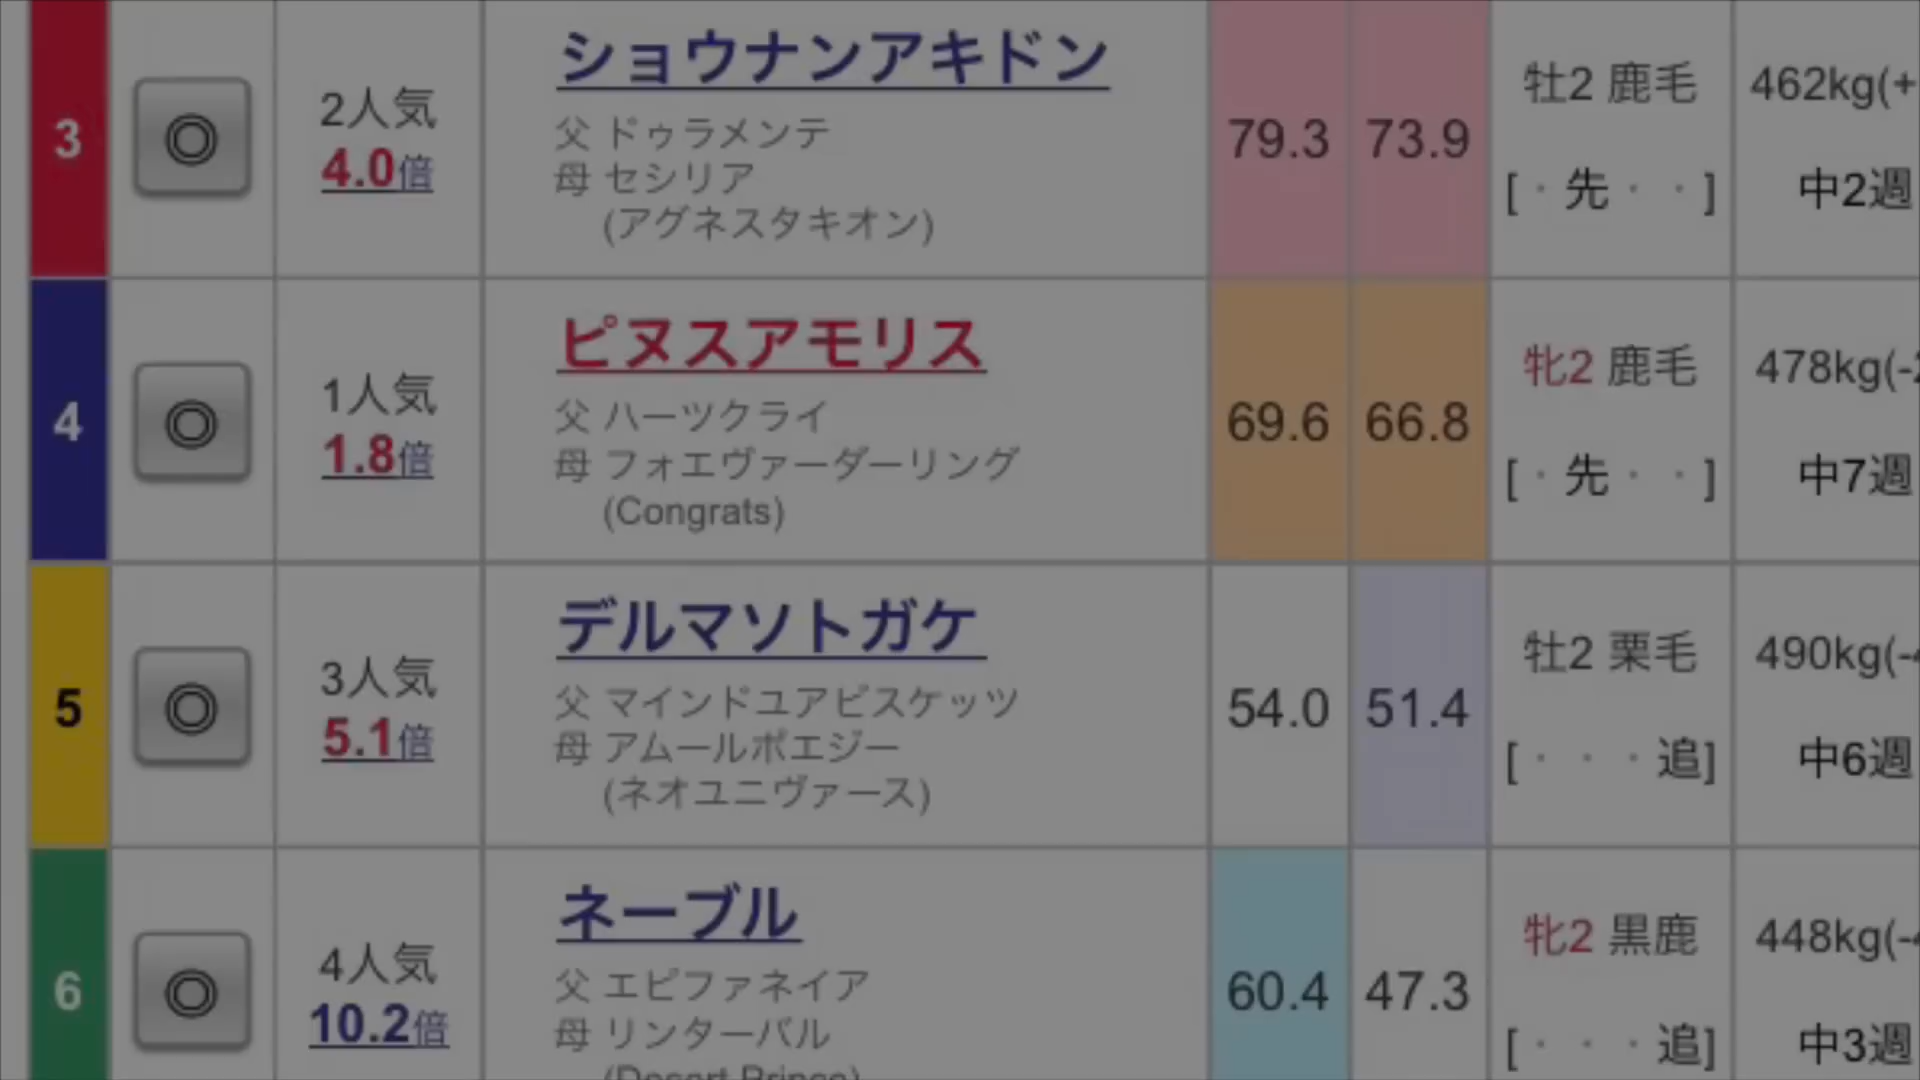 3
◎
2人気
4.0倍
ショウナンアキドン
父 ドゥラメンテ
母 セシリア
(アグネスタキオン)
79.3
73.9
牡2 鹿毛
[・先・・]
462kg(+
中2週
4
◎
1人気
1.8倍
ピヌスアモリス
父 ハーツクライ
母 フォエヴァーダーリング
(Congrats)
69.6
66.8
牝2 鹿毛
[・先・・]
478kg(-2
中7週
5
◎
3人気
5.1倍
デルマソトガケ
父 マインドユアビスケッツ
母 アムールポエジー
(ネオユニヴァース)
54.0
51.4
牡2 栗毛
[・・・追]
490kg(-4
中6週
6
◎
4人気
10.2倍
ネーブル
父 エピファネイア
母 リンターバル
(Desert Prince)
60.4
47.3
牝2 黒鹿
[・・・追]
448kg(-4
中3週